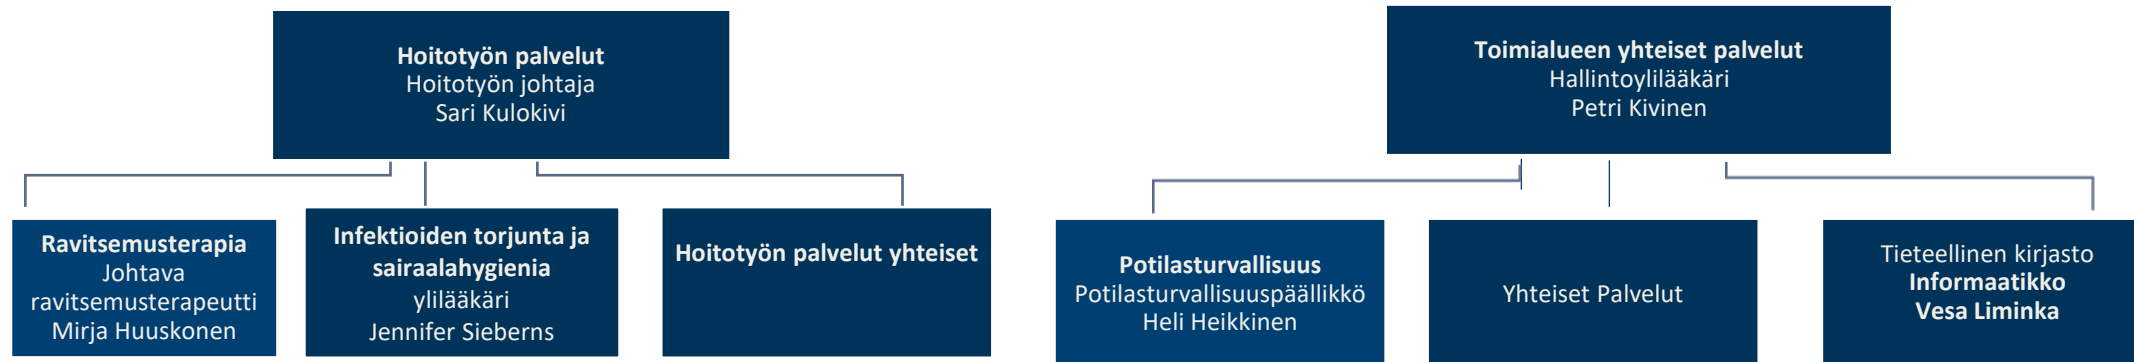 Hoitotyön palvelut
Hoitotyön johtaja
Sari Kulokivi
Ravitsemusterapia
Johtava
ravitsemusterapeutti
Mirja Huuskonen
Infektioiden torjunta ja
sairaalahygienia
ylilääkäri
Jennifer Sieberns
Hoitotyön palvelut yhteiset
Toimialueen yhteiset palvelut
Hallintoylilääkäri
Petri Kivinen
Potilasturvallisuus
Potilasturvallisuuspäällikkö
Heli Heikkinen
Yhteiset Palvelut
Tieteellinen kirjasto
Informaatikko
Vesa Liminka